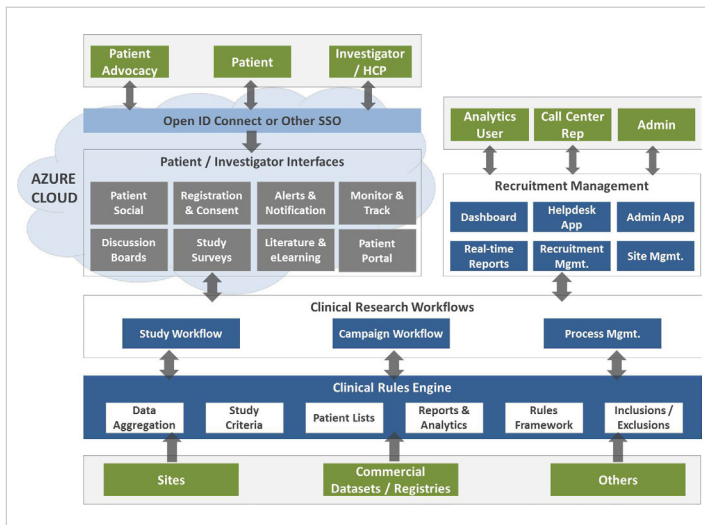 Patient
Advocacy
Patient
Investigator
/ HCP
Open ID Connect or Other SSO
AZURE
CLOUD
Patient / Investigator Interfaces
Patient
Social
Registration
& Consent
Alerts &
Notification
Monitor &
Track
Discussion
Boards
Study
Surveys
Literature &
eLearning
Patient
Portal
Analytics
User
Call Center
Rep
Admin
Recruitment Management
Dashboard
Helpdesk
App
Admin App
Real-time
Reports
Recruitment
Mgmt.
Site Mgmt.
Clinical Research Workflows
Study Workflow
Campaign Workflow
Process Mgmt.
Clinical Rules Engine
Data
Aggregation
Study
Criteria
Patient Lists
Reports &
Analytics
Rules
Framework
Inclusions /
Exclusions
Sites
Commercial
Datasets / Registries
Others